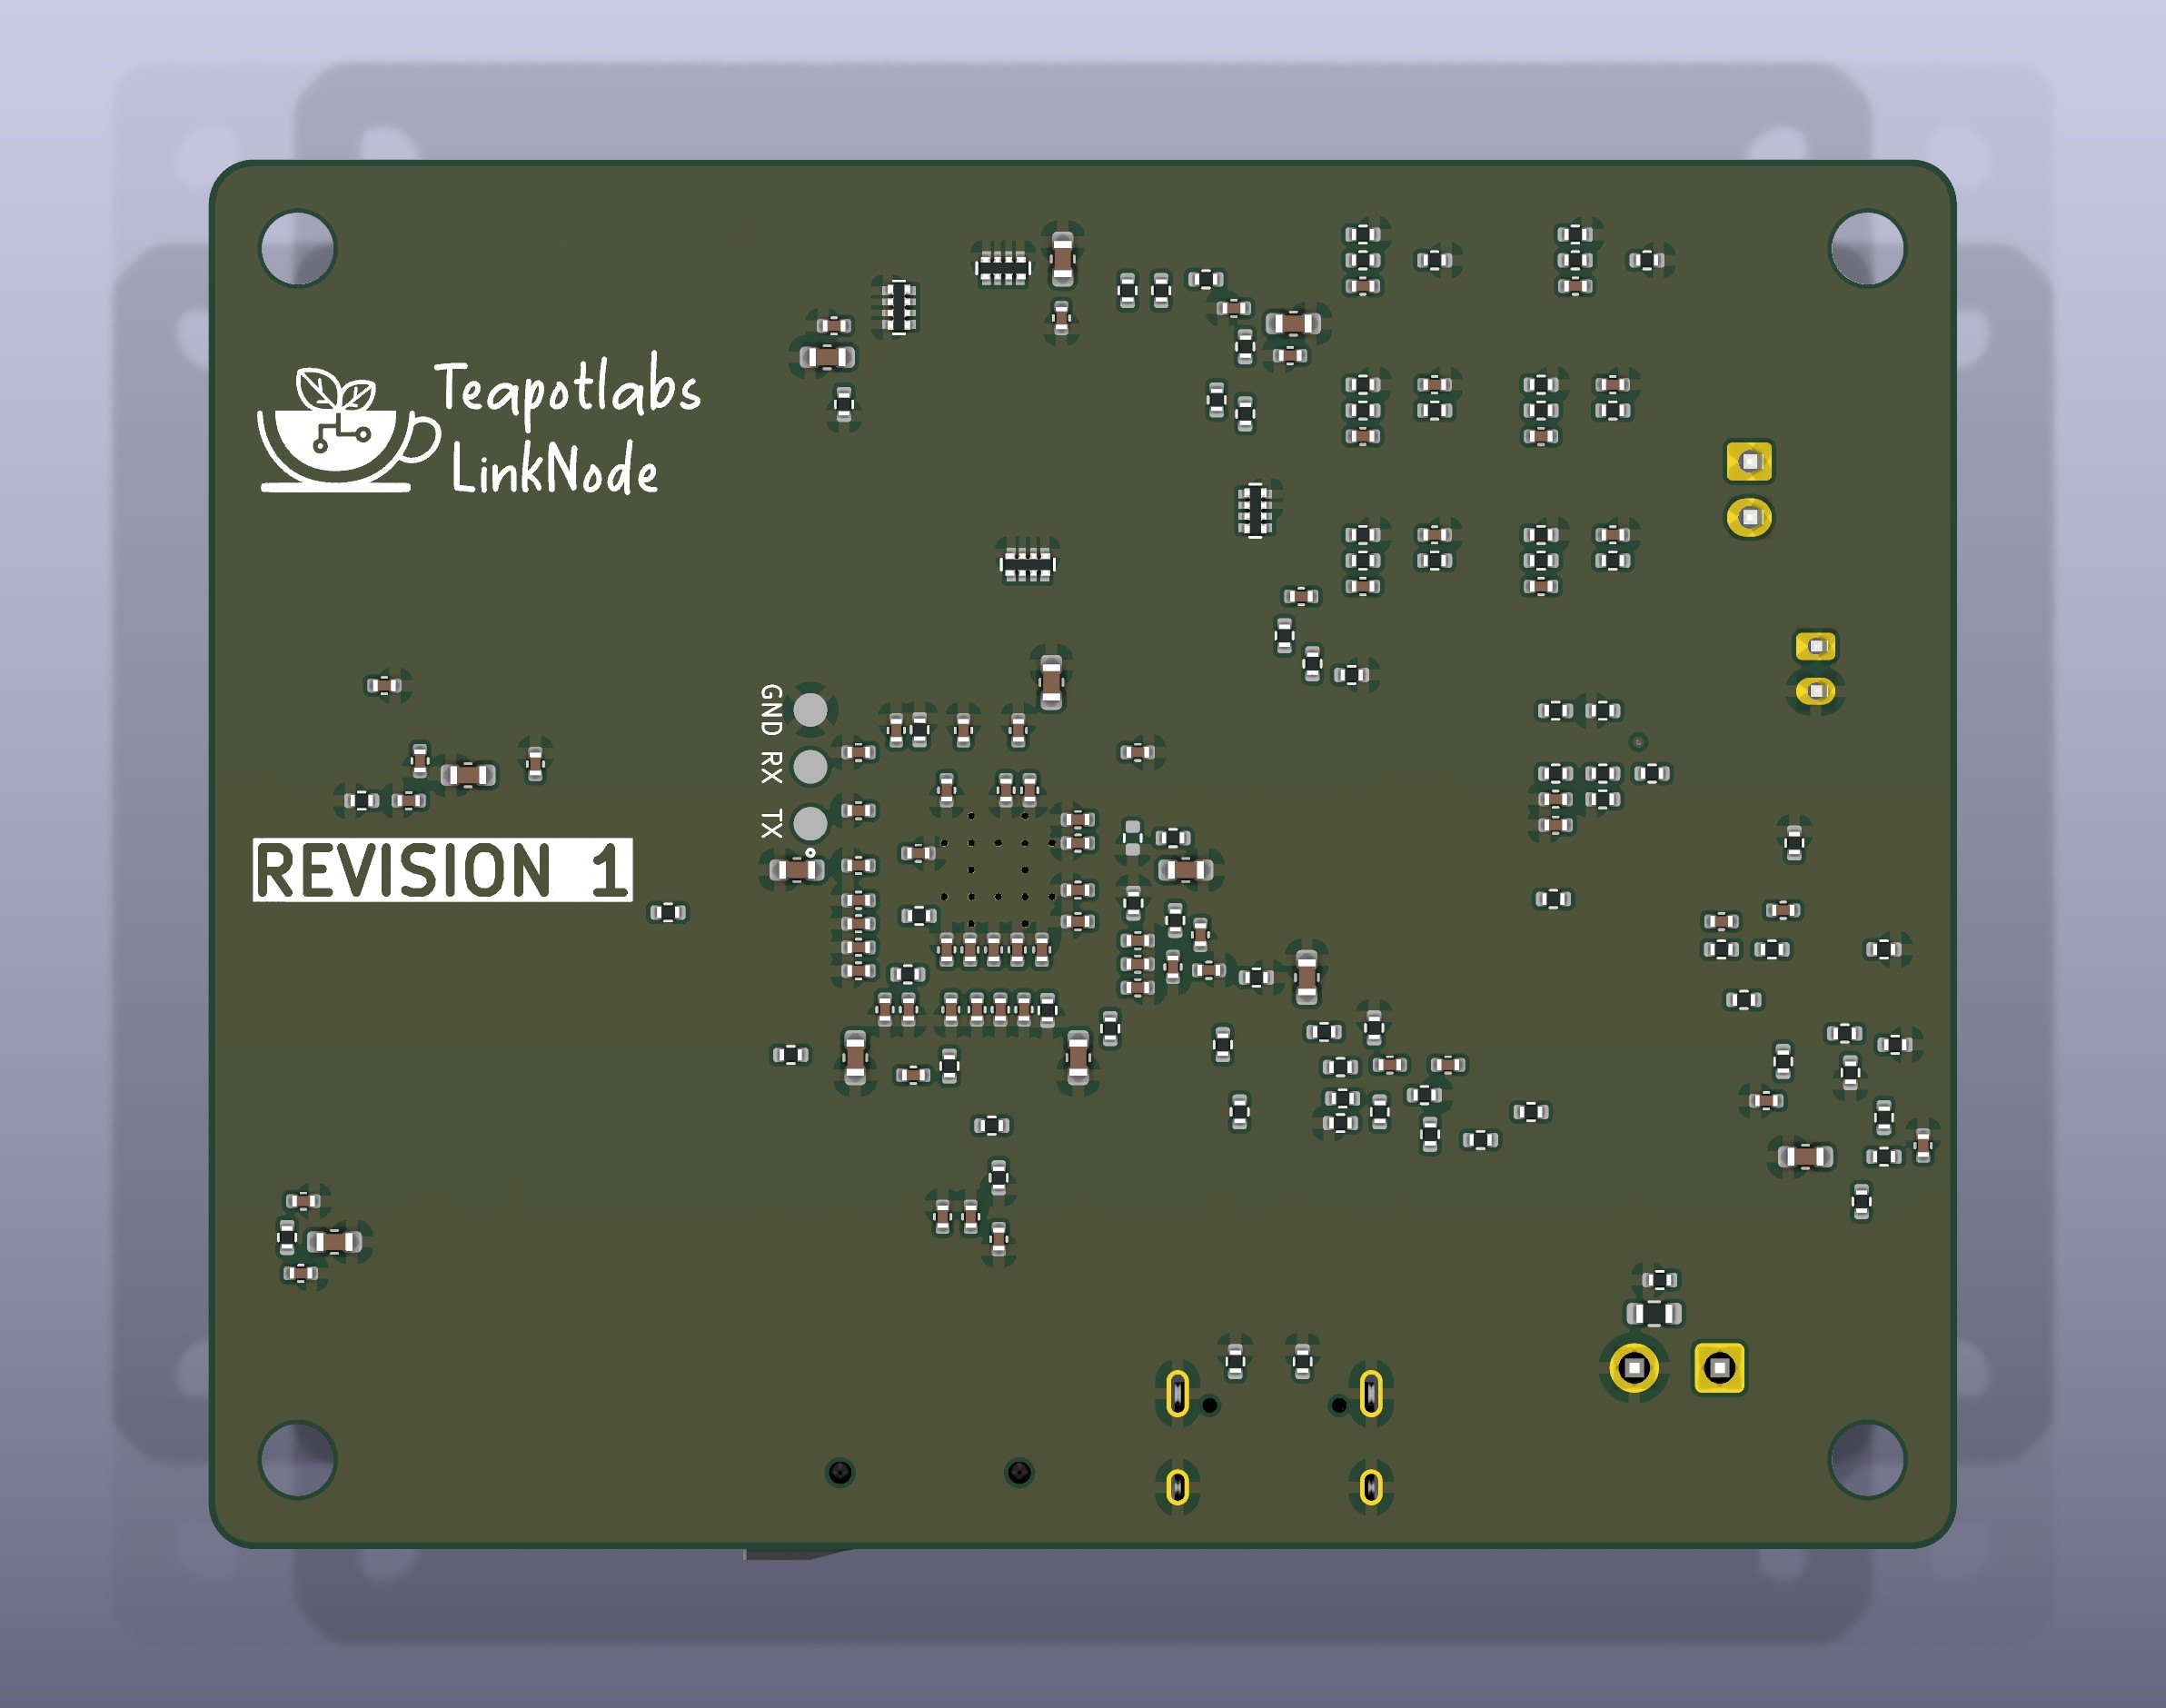 Teapotlabs
LinkNode
GND
RX
TX
REVISION 1